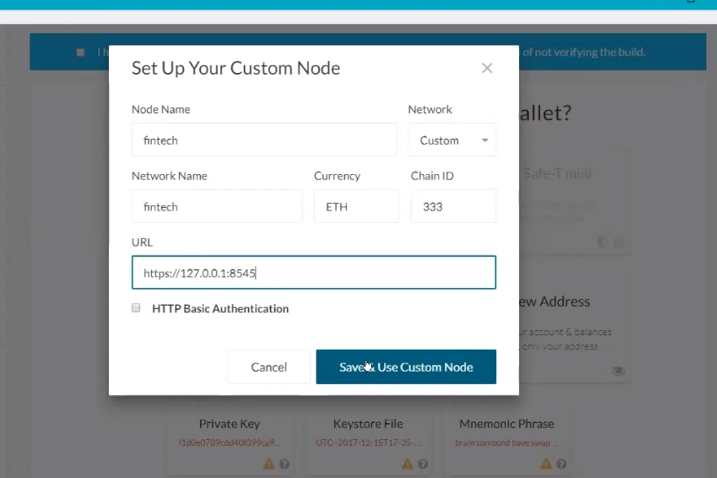 of not verifying the build.
Set Up Your Custom Node
Node Name
Network
fintech
Custom
Network Name
Currency
Chain ID
fintech
ETH
333
URL
https://127.0.0.1:8545
HTTP Basic Authentication
Cancel
Save & Use Custom Node
allet?
Safe-T mini
ew Address
ur account & balances
only your address
Private Key
Keystore File
Mnemonic Phrase
UTC--2017-12-15T17-35-...
brain surround have swap ...